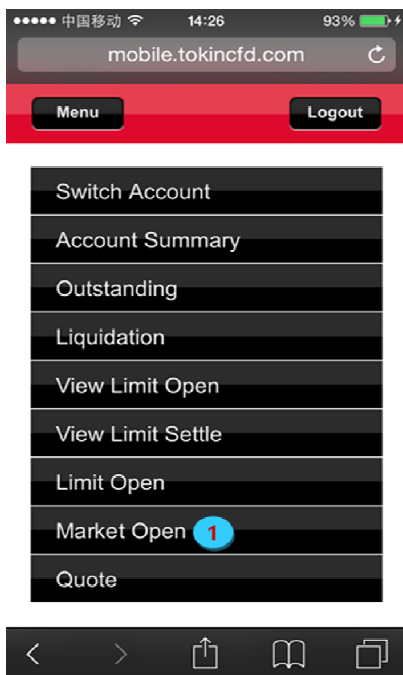 中国移动 14:26 93%
mobile.tokincfd.com
Menu Logout
Switch Account
Account Summary
Outstanding
Liquidation
View Limit Open
View Limit Settle
Limit Open
Market Open 1
Quote